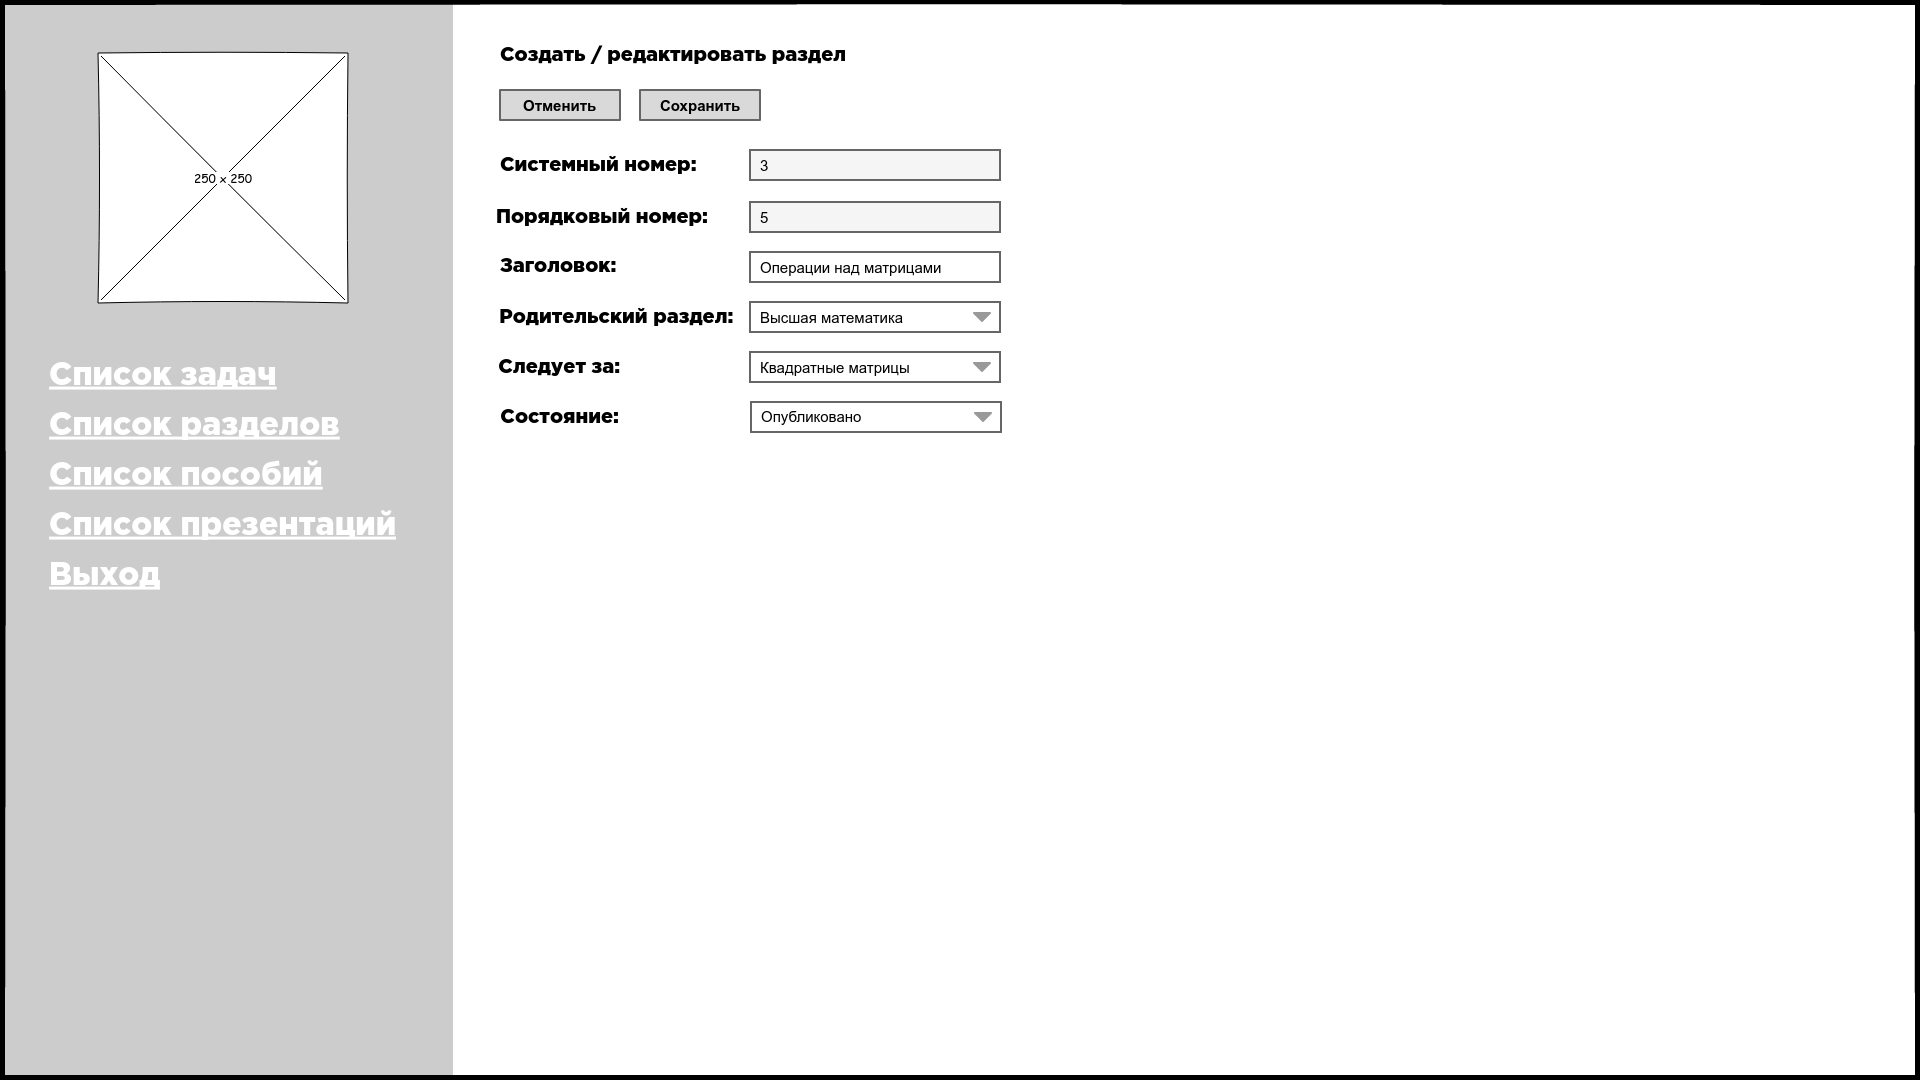 250 × 250
Список задач
Список разделов
Список пособий
Список презентаций
Выход
Создать / редактировать раздел
Отменить Сохранить
Системный номер: 3
Порядковый номер: 5
Заголовок: Операции над матрицами
Родительский раздел: Высшая математика
Следует за: Квадратные матрицы
Состояние: Опубликовано